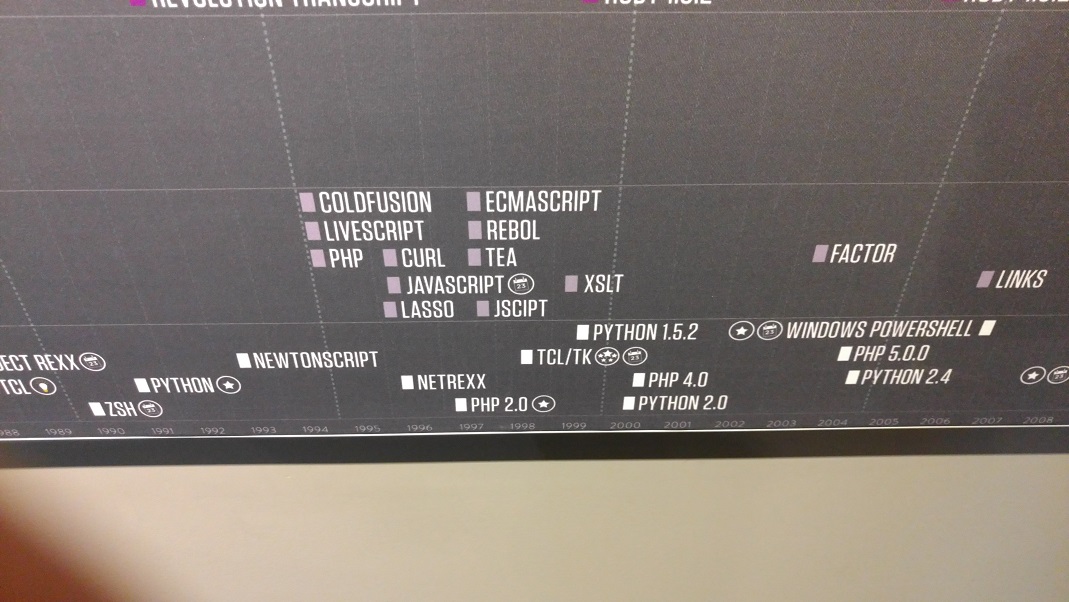 REVOLUTION TRANSCRIPT
COLDFUSION
ECMASCRIPT
LIVESCRIPT
REBOL
PHP
CURL
TEA
FACTOR
JAVASCRIPT
XSLT
LINKS
LASSO
JSCIPT
PYTHON 1.5.2
WINDOWS POWERSHELL
JECT REXX
NEWTONSCRIPT
TCL/TK
PHP 5.0.0
TCL
PYTHON
NETREXX
PHP 4.0
PYTHON 2.4
ZSH
PHP 2.0
PYTHON 2.0
1989 1990 1991 1992 1993 1994 1995 1996 1997 1998 1999 2000 2001 2002 2003 2004 2005 2006 2007 2008